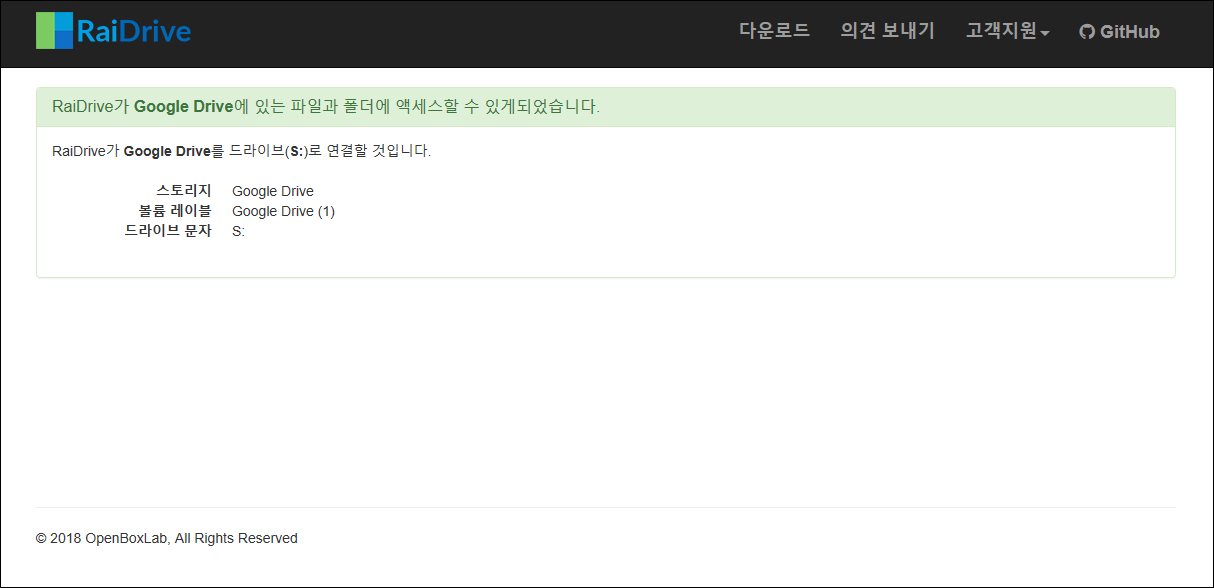 RaiDrive 다운로드 의견 보내기 고객지원 GitHub
RaiDrive가 Google Drive에 있는 파일과 폴더에 액세스할 수 있게되었습니다.
RaiDrive가 Google Drive를 드라이브(S:)로 연결할 것입니다.
스토리지 Google Drive
볼륨 레이블 Google Drive (1)
드라이브 문자 S:
© 2018 OpenBoxLab, All Rights Reserved